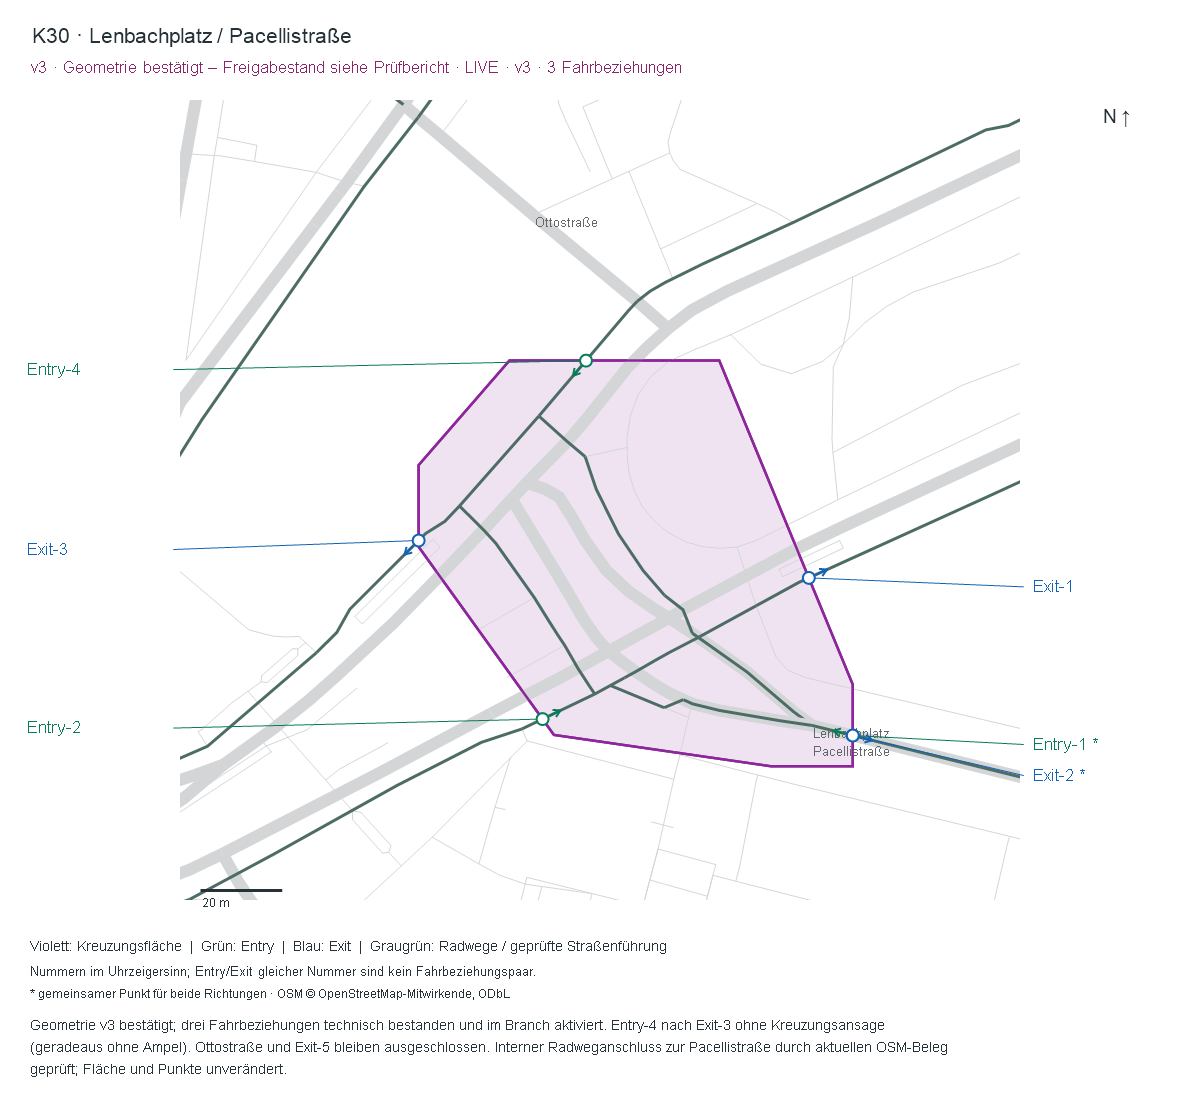 K30 · Lenbachplatz / Pacellistraße
v3 · Geometrie bestätigt – Freigabestand siehe Prüfbericht · LIVE · v3 · 3 Fahrbeziehungen
N ↑
Ottostraße
Entry-4
Exit-3
Exit-1
Entry-2
Lenbachplatz
Pacellistraße
Entry-1 *
Exit-2 *
20 m
Violett: Kreuzungsfläche | Grün: Entry | Blau: Exit | Graugrün: Radwege / geprüfte Straßenführung
Nummern im Uhrzeigersinn; Entry/Exit gleicher Nummer sind kein Fahrbeziehungspaar.
* gemeinsamer Punkt für beide Richtungen · OSM © OpenStreetMap-Mitwirkende, ODbL
Geometrie v3 bestätigt; drei Fahrbeziehungen technisch bestanden und im Branch aktiviert. Entry-4 nach Exit-3 ohne Kreuzungsansage
(geradeaus ohne Ampel). Ottostraße und Exit-5 bleiben ausgeschlossen. Interner Radweganschluss zur Pacellistraße durch aktuellen OSM-Beleg
geprüft; Fläche und Punkte unverändert.